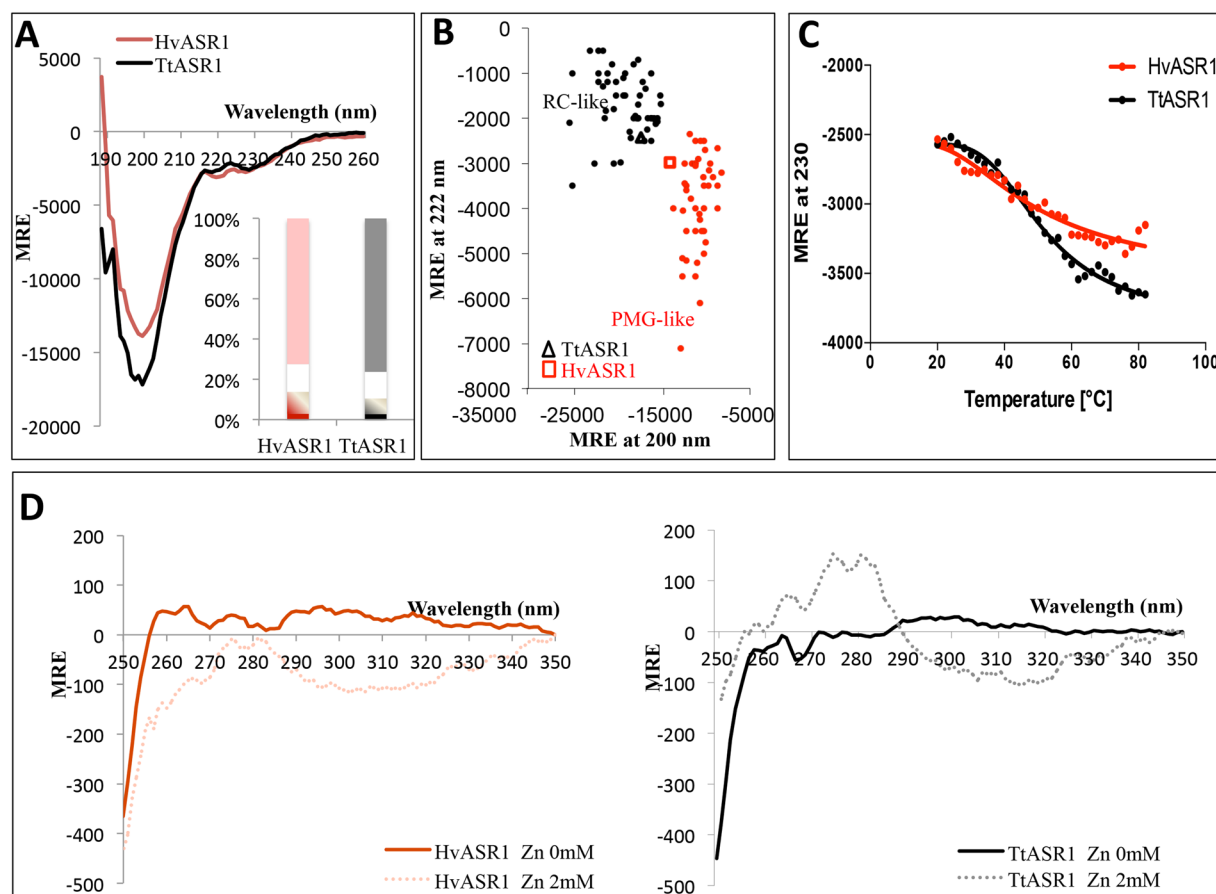 A
HvASR1
TtASR1
5000
0
-5000
-10000
-15000
-20000
MRE
Wavelength (nm)
190 200 210 220 230 240 250 260
100%
80%
60%
40%
20%
0%
HvASR1 TtASR1
B
0
-1000
-2000
-3000
-4000
-5000
-6000
-7000
-8000
MRE at 222 nm
RC-like
PMG-like
TtASR1
HvASR1
-35000 -25000 -15000 -5000
MRE at 200 nm
C
HvASR1
TtASR1
-2000
-2500
-3000
-3500
-4000
MRE at 230
0 20 40 60 80 100
Temperature [°C]
D
200
100
0
-100
-200
-300
-400
-500
MRE
Wavelength (nm)
250 260 270 280 290 300 310 320 330 340 350
HvASR1 Zn 0mM
HvASR1 Zn 2mM
200
100
0
-100
-200
-300
-400
-500
MRE
Wavelength (nm)
250 260 270 280 290 300 310 320 330 340 350
TtASR1 Zn 0mM
TtASR1 Zn 2mM